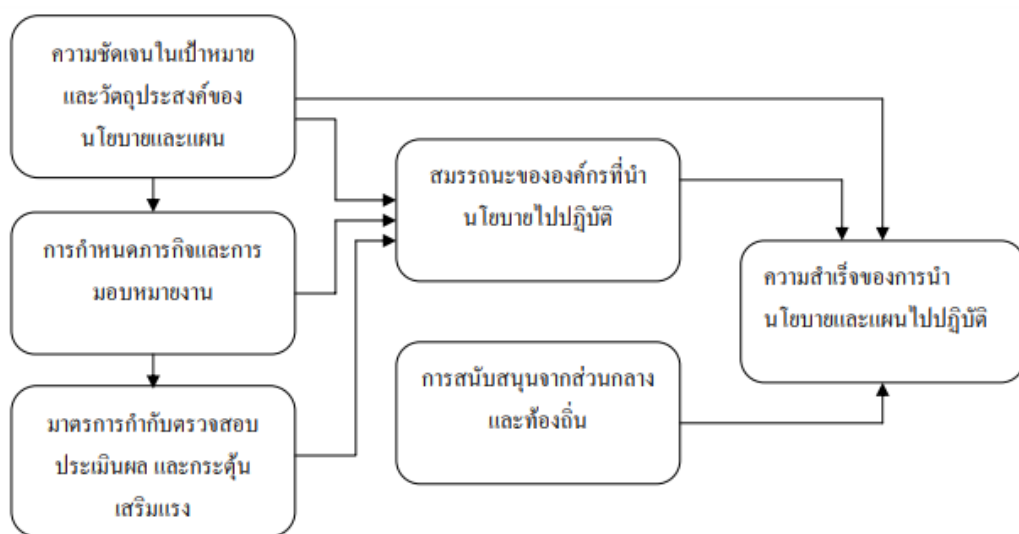 ความชัดเจนในเป้าหมาย
และวัตถุประสงค์ของ
นโยบายและแผน
การกำหนดภารกิจและการ
มอบหมายงาน
มาตรการกำกับตรวจสอบ
ประเมินผล และกระตุ้น
เสริมแรง
สมรรถนะขององค์กรที่นำ
นโยบายไปปฏิบัติ
การสนับสนุนจากส่วนกลาง
และท้องถิ่น
ความสำเร็จของการนำ
นโยบายและแผนไปปฏิบัติ